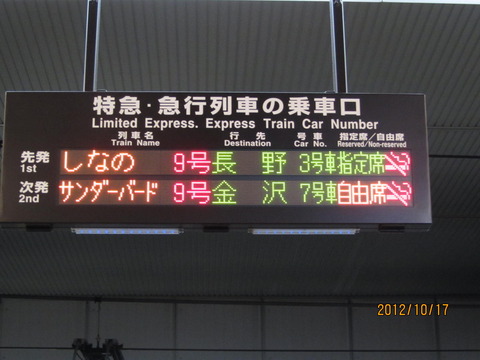 特急・急行列車の乗車口
Limited Express. Express Train Car Number
列車名 行先 号車 指定席/自由席
Train Name Destination Car No. Reserved/Non-reserved
先発 しなの 9号 長野 3号車 指定席
1st
次発 サンダーバード 9号 金沢 7号車 自由席
2nd
2012/10/17